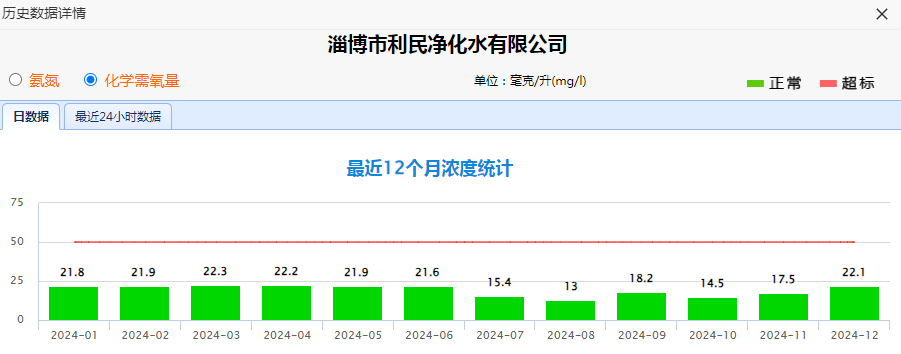 历史数据详情
淄博市利民净化水有限公司
氨氮 化学需氧量 单位：毫克/升(mg/l) 正常 超标
日数据 最近24小时数据
最近12个月浓度统计
75
50
25
0
21.8 21.9 22.3 22.2 21.9 21.6 15.4 13 18.2 14.5 17.5 22.1
2024-01 2024-02 2024-03 2024-04 2024-05 2024-06 2024-07 2024-08 2024-09 2024-10 2024-11 2024-12